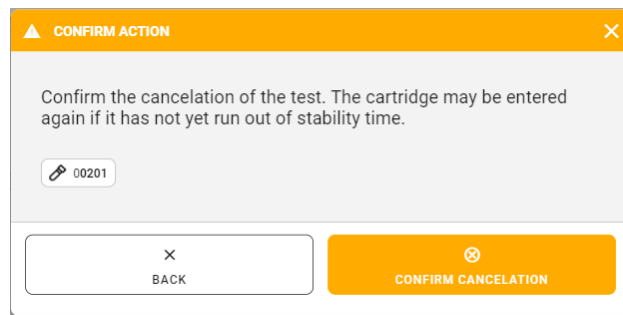 CONFIRM ACTION
Confirm the cancelation of the test. The cartridge may be entered
again if it has not yet run out of stability time.
00201
BACK
CONFIRM CANCELATION